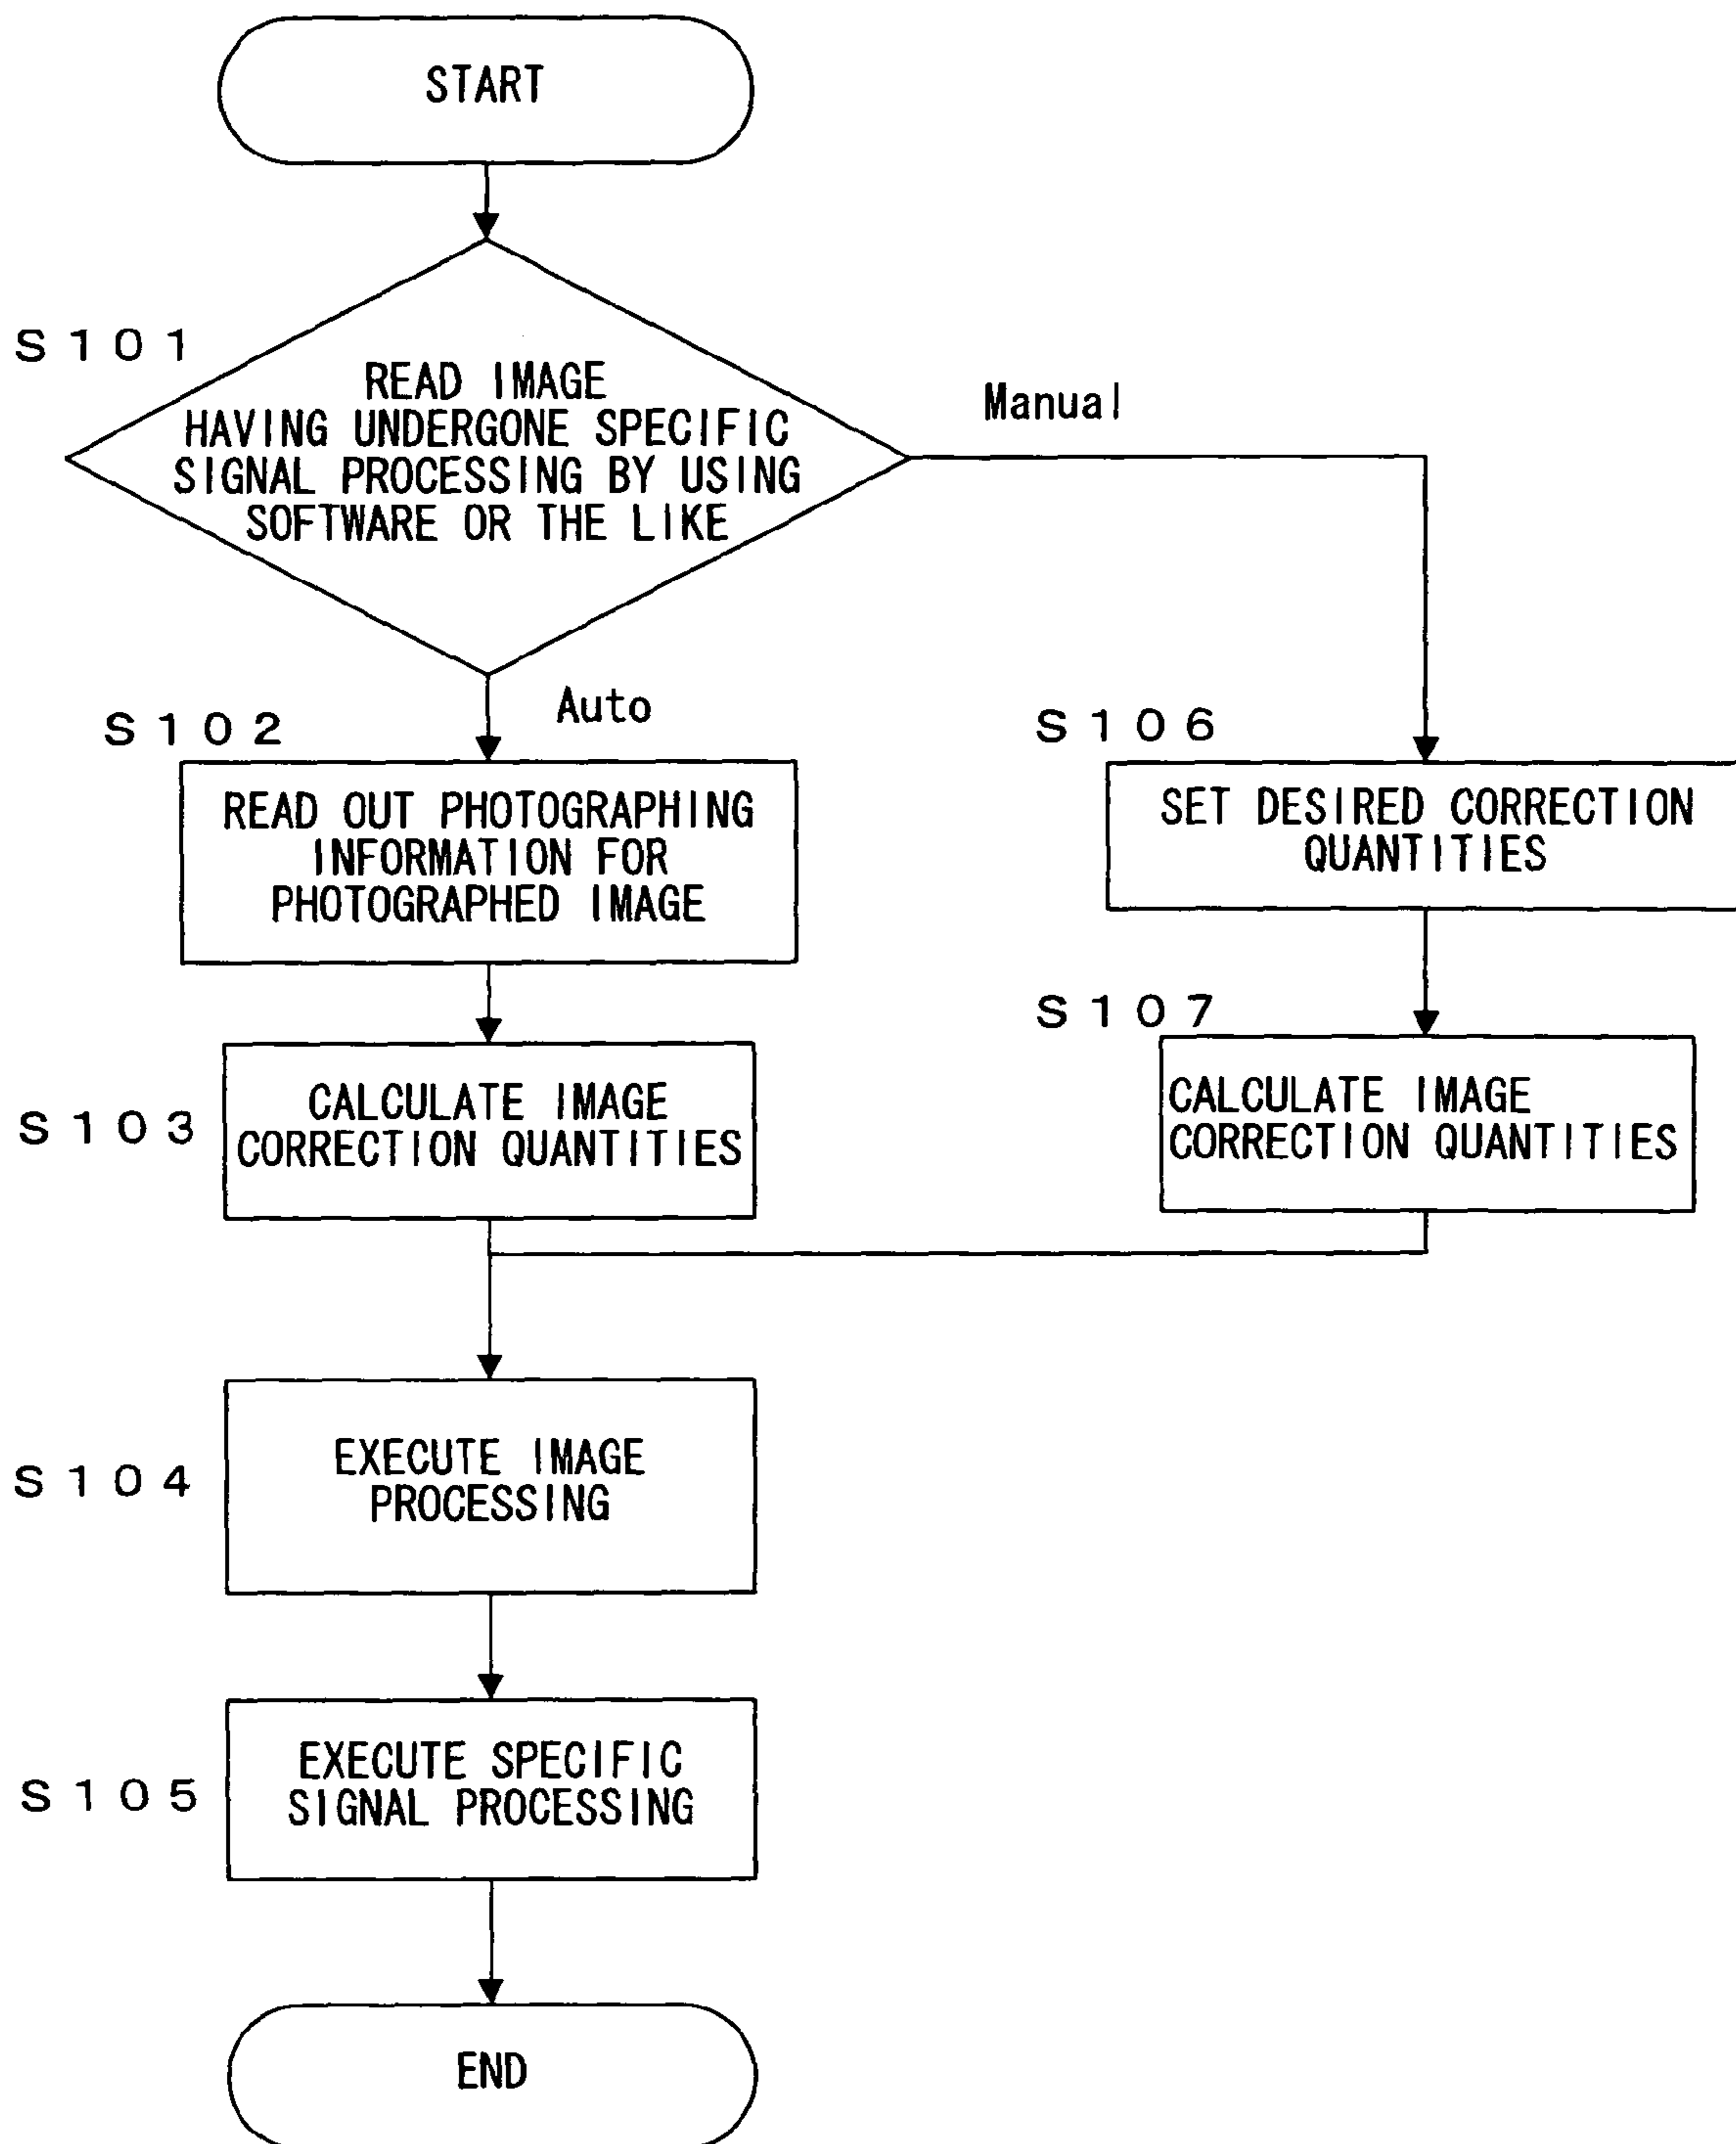 START
S101
READ IMAGE
HAVING UNDERGONE SPECIFIC
SIGNAL PROCESSING BY USING
SOFTWARE OR THE LIKE
Manual
Auto
S102
READ OUT PHOTOGRAPHING
INFORMATION FOR
PHOTOGRAPHED IMAGE
S106
SET DESIRED CORRECTION
QUANTITIES
S103
CALCULATE IMAGE
CORRECTION QUANTITIES
S107
CALCULATE IMAGE
CORRECTION QUANTITIES
S104
EXECUTE IMAGE
PROCESSING
S105
EXECUTE SPECIFIC
SIGNAL PROCESSING
END